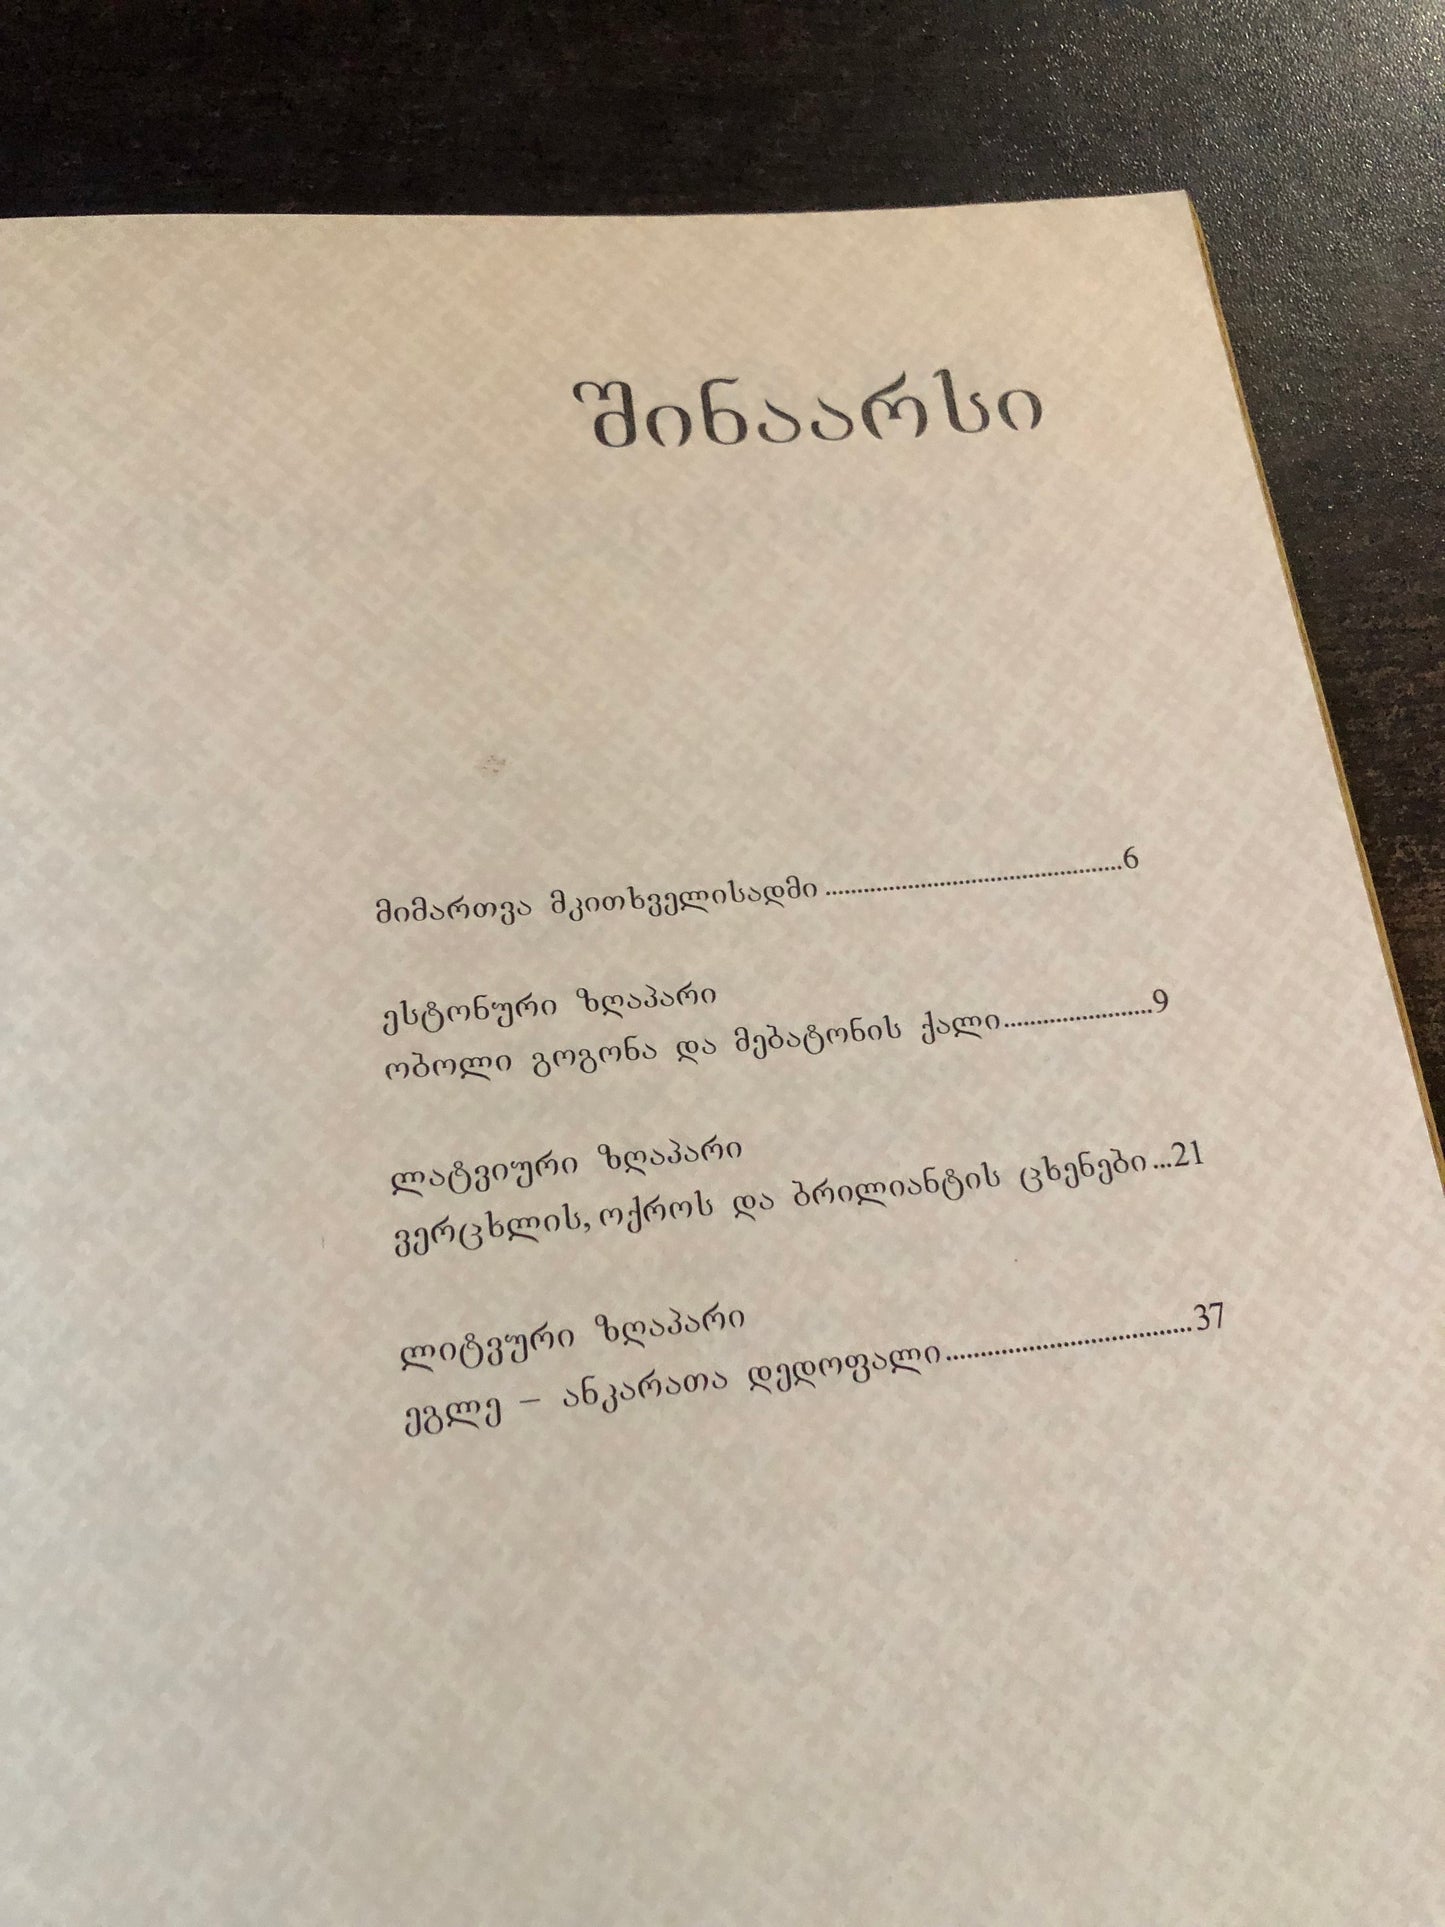 შინაარსი
მიმართვა მკითხველისადმი...............................................6
ესტონური ზღაპარი
ობოლი გოგონა და მებატონის ქალი.......................9
ლატვიური ზღაპარი
ვერცხლის, ოქროს და ბრილიანტის ცხენები...21
ლიტვური ზღაპარი
ეგლე – ანკარათა დედოფალი....................................37